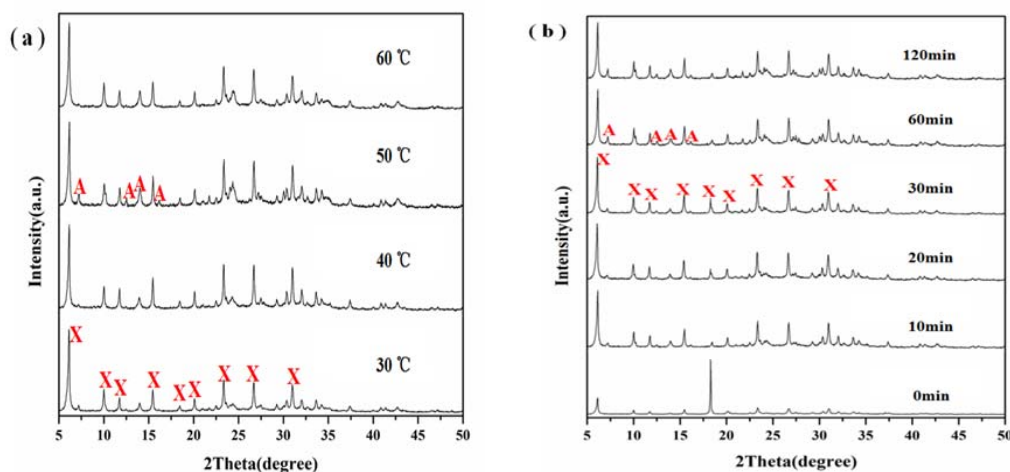 (a)
60 ℃
50 ℃
A A A A
40 ℃
30 ℃
X X X X X X X X X
Intensity(a.u.)
5 10 15 20 25 30 35 40 45 50
2Theta(degree)
(b)
120min
60min
A A A A
30min
X X X X X X X X X
20min
10min
0min
Intensity(a.u.)
5 10 15 20 25 30 35 40 45 50
2Theta(degree)